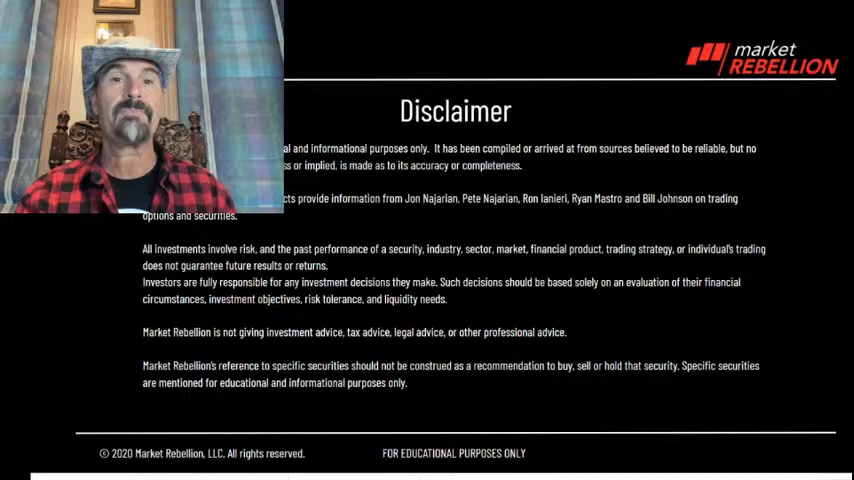 market
REBELLION
Disclaimer
al and informational purposes only. It has been compiled or arrived at from sources believed to be reliable, but no
ss or implied, is made as to its accuracy or completeness.
cts provide information from Jon Najarian, Pete Najarian, Ron Ianieri, Ryan Mastro and Bill Johnson on trading
options and securities.
All investments involve risk, and the past performance of a security, industry, sector, market, financial product, trading strategy, or individual's trading
does not guarantee future results or returns.
Investors are fully responsible for any investment decisions they make. Such decisions should be based solely on an evaluation of their financial
circumstances, investment objectives, risk tolerance, and liquidity needs.
Market Rebellion is not giving investment advice, tax advice, legal advice, or other professional advice.
Market Rebellion's reference to specific securities should not be construed as a recommendation to buy, sell or hold that security. Specific securities
are mentioned for educational and informational purposes only.
© 2020 Market Rebellion, LLC. All rights reserved.
FOR EDUCATIONAL PURPOSES ONLY